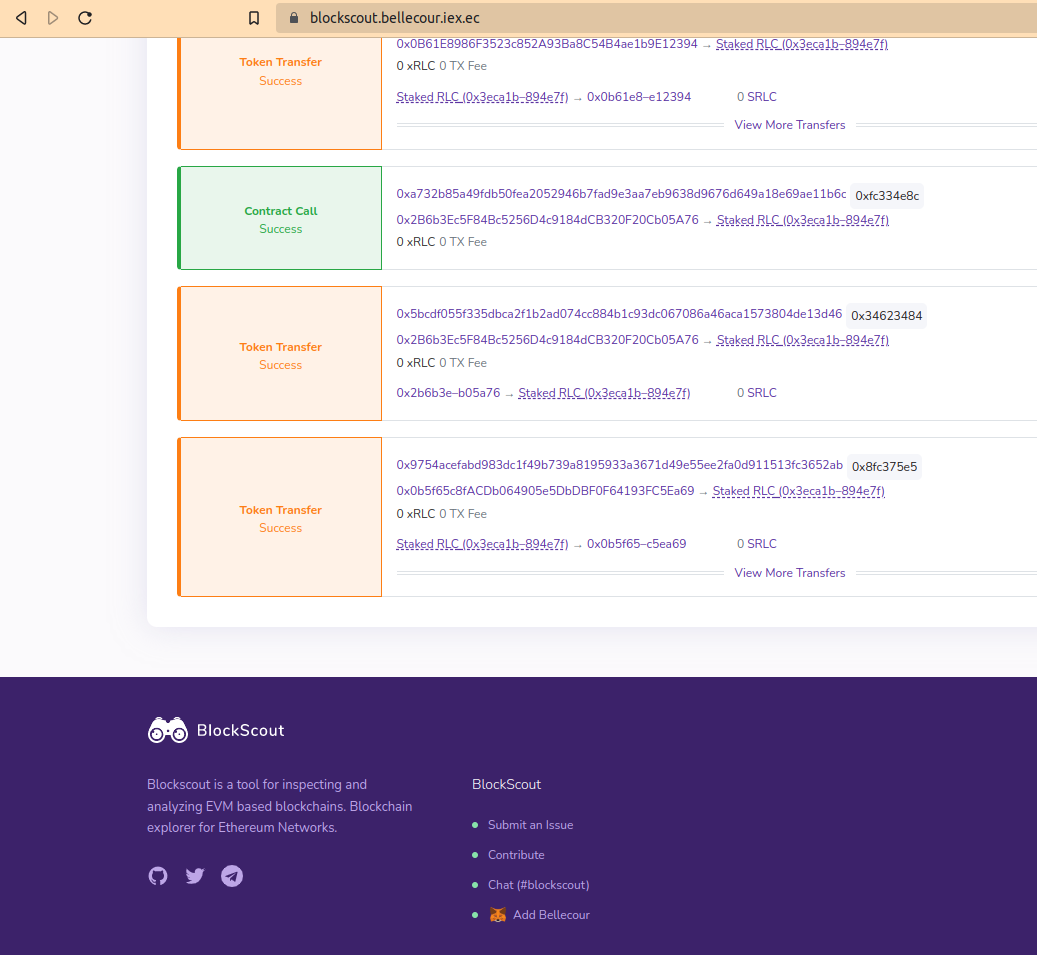 blockscout.bellecour.iex.ec
0x0B61E8986F3523c852A93Ba8C54B4ae1b9E12394 → Staked RLC (0x3eca1b–894e7f)
Token Transfer
Success
0 xRLC 0 TX Fee
Staked RLC (0x3eca1b–894e7f) → 0x0b61e8–e12394 0 SRLC
View More Transfers
Contract Call
Success
0xa732b85a49fdb50fea2052946b7fad9e3aa7eb9638d9676d649a18e69ae11b6c 0xfc334e8c
0x2B6b3Ec5F84Bc5256D4c9184dCB320F20Cb05A76 → Staked RLC (0x3eca1b–894e7f)
0 xRLC 0 TX Fee
Token Transfer
Success
0x5bcdf055f335dbca2f1b2ad074cc884b1c93dc067086a46aca1573804de13d46 0x34623484
0x2B6b3Ec5F84Bc5256D4c9184dCB320F20Cb05A76 → Staked RLC (0x3eca1b–894e7f)
0 xRLC 0 TX Fee
0x2b6b3e–b05a76 → Staked RLC (0x3eca1b–894e7f) 0 SRLC
Token Transfer
Success
0x9754acefabd983dc1f49b739a8195933a3671d49e55ee2fa0d911513fc3652ab 0x8fc375e5
0x0b5f65c8fACDb064905e5DbDBF0F64193FC5Ea69 → Staked RLC (0x3eca1b–894e7f)
0 xRLC 0 TX Fee
Staked RLC (0x3eca1b–894e7f) → 0x0b5f65–c5ea69 0 SRLC
View More Transfers
BlockScout
Blockscout is a tool for inspecting and
analyzing EVM based blockchains. Blockchain
explorer for Ethereum Networks.
BlockScout
Submit an Issue
Contribute
Chat (#blockscout)
Add Bellecour